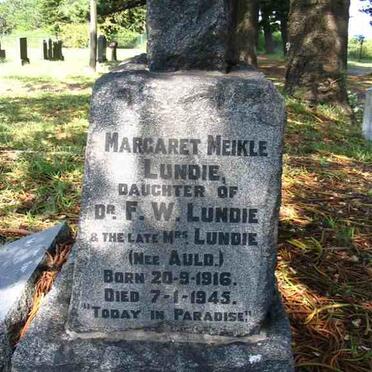 MARGARET MEIKLE
LUNDIE,
DAUGHTER OF
DR. F. W. LUNDIE
& THE LATE MRS LUNDIE
(NEE AULD.)
BORN 20-9-1916.
DIED 7-1-1945.
"TODAY IN PARADISE"